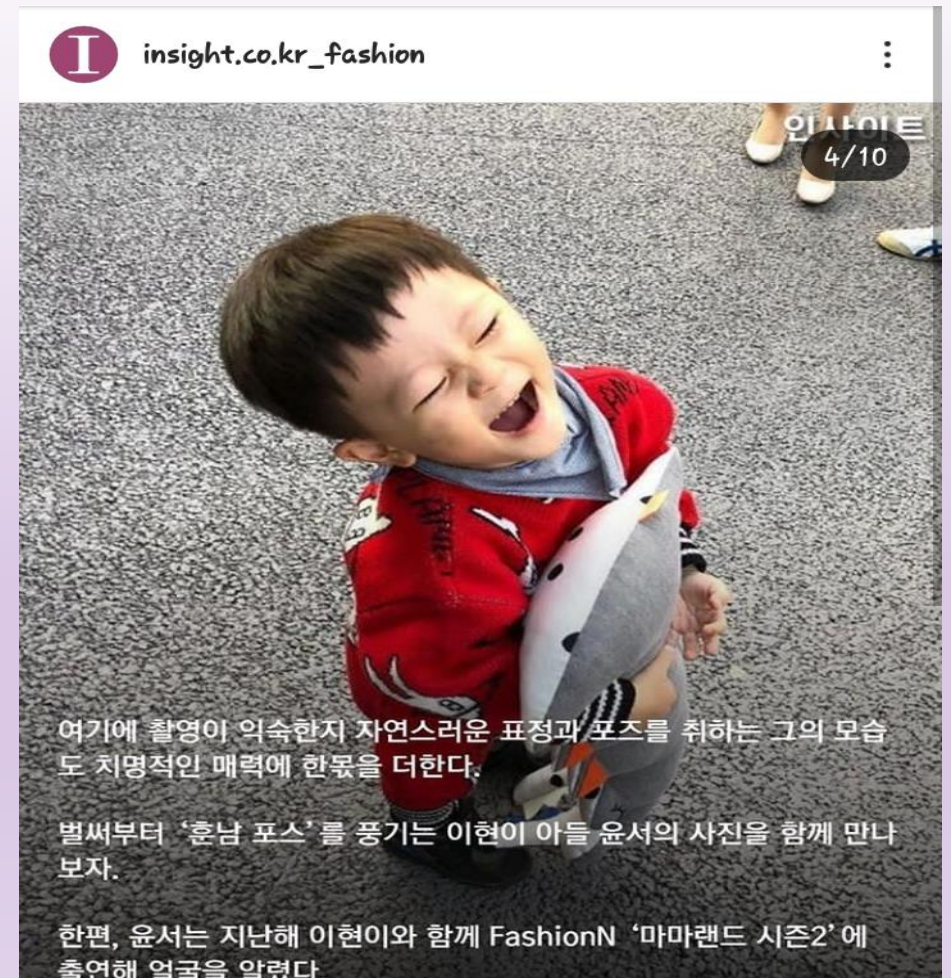 insight.co.kr_fashion
인사이트
4/10
여기에 촬영이 익숙한지 자연스러운 표정과 포즈를 취하는 그의 모습
도 치명적인 매력에 한몫을 더한다.
벌써부터 ‘훈남 포스’를 풍기는 이현이 아들 윤서의 사진을 함께 만나
보자.
한편, 윤서는 지난해 이현이와 함께 FashionN ‘마마랜드 시즌2’에
출연해 얼굴을 알렸다